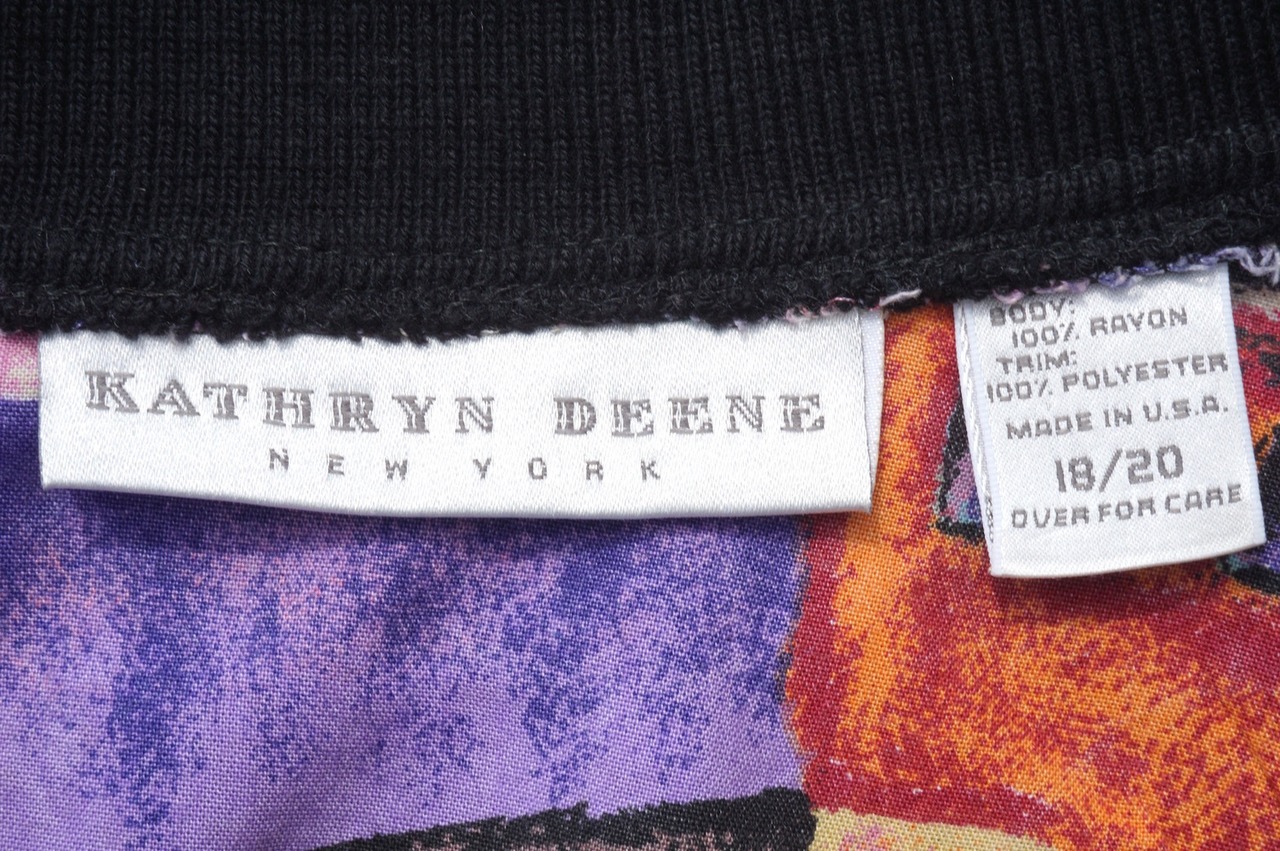 KATHRYN DEENE
NEW YORK
BODY:
100% RAYON
TRIM:
100% POLYESTER
MADE IN U.S.A.
18/20
OVER FOR CARE